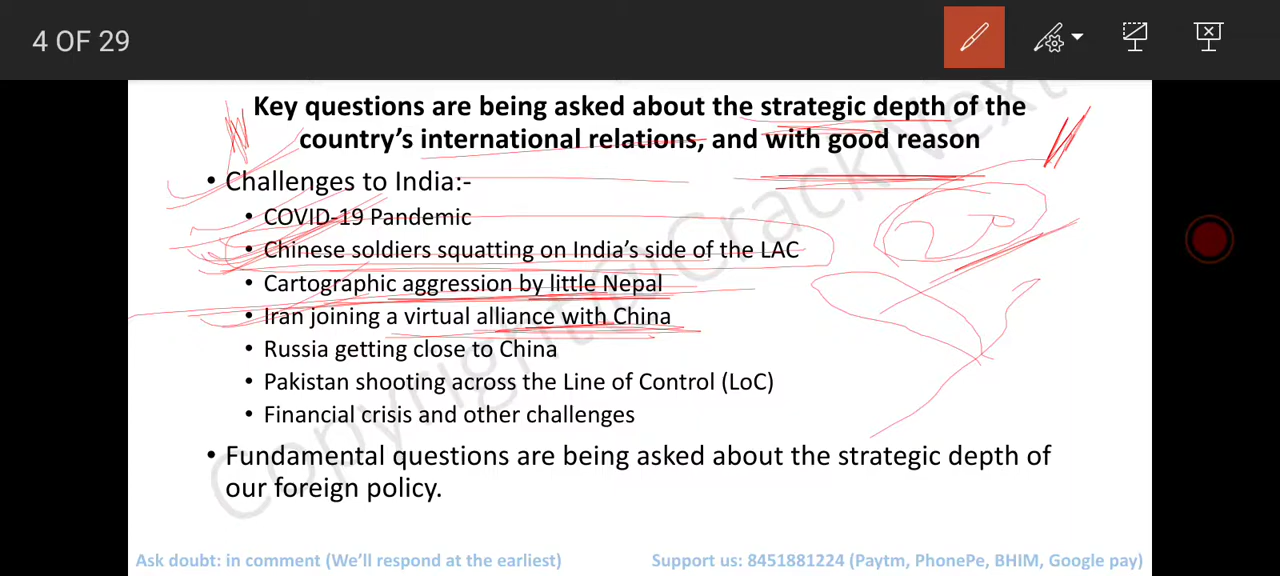 4 OF 29
Key questions are being asked about the strategic depth of the
country's international relations, and with good reason
• Challenges to India:-
• COVID-19 Pandemic
• Chinese soldiers squatting on India's side of the LAC
• Cartographic aggression by little Nepal
• Iran joining a virtual alliance with China
• Russia getting close to China
• Pakistan shooting across the Line of Control (LoC)
• Financial crisis and other challenges
• Fundamental questions are being asked about the strategic depth of
our foreign policy.
Copyright@CrackNext
Ask doubt: in comment (We'll respond at the earliest)
Support us: 8451881224 (Paytm, PhonePe, BHIM, Google pay)